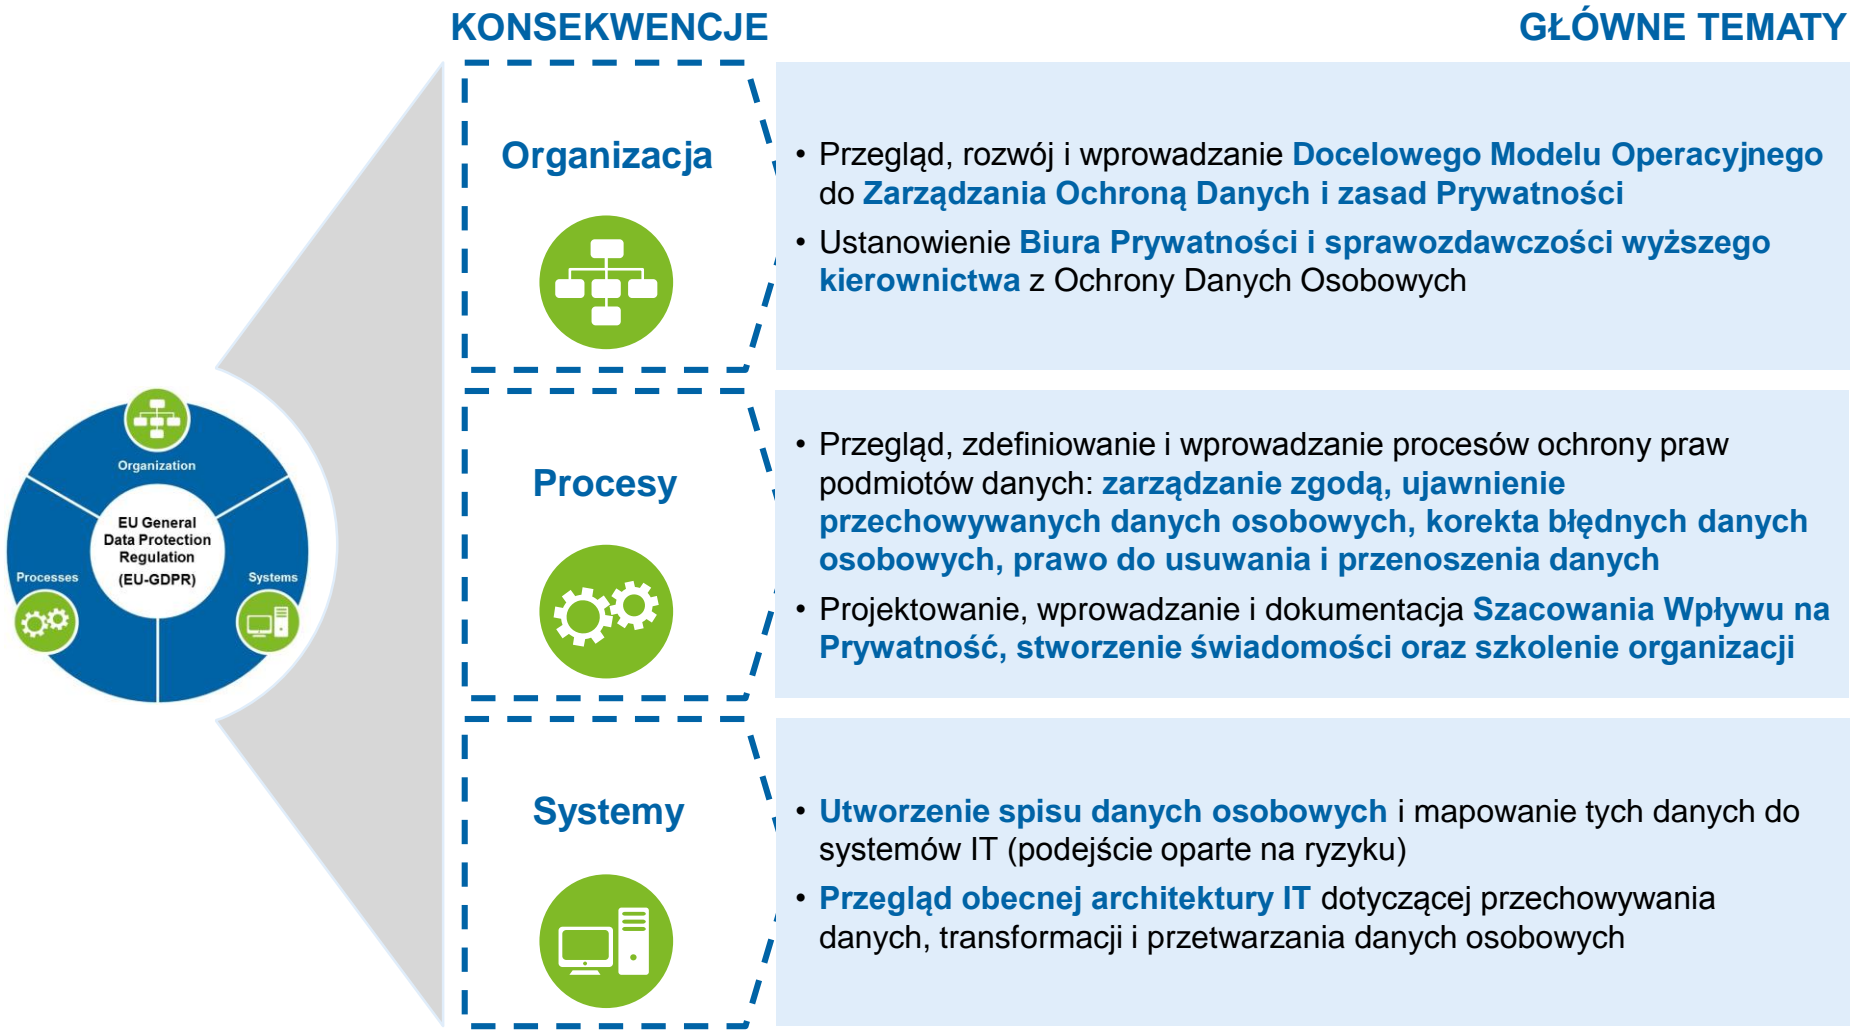 KONSEKWENCJE
GŁÓWNE TEMATY
Organization
EU General
Data Protection
Regulation
(EU-GDPR)
Processes
Systems
Organizacja
• Przegląd, rozwój i wprowadzanie Docelowego Modelu Operacyjnego
do Zarządzania Ochroną Danych i zasad Prywatności
• Ustanowienie Biura Prywatności i sprawozdawczości wyższego
kierownictwa z Ochrony Danych Osobowych
Procesy
• Przegląd, zdefiniowanie i wprowadzanie procesów ochrony praw
podmiotów danych: zarządzanie zgodą, ujawnienie
przechowywanych danych osobowych, korekta błędnych danych
osobowych, prawo do usuwania i przenoszenia danych
• Projektowanie, wprowadzanie i dokumentacja Szacowania Wpływu na
Prywatność, stworzenie świadomości oraz szkolenie organizacji
Systemy
• Utworzenie spisu danych osobowych i mapowanie tych danych do
systemów IT (podejście oparte na ryzyku)
• Przegląd obecnej architektury IT dotyczącej przechowywania
danych, transformacji i przetwarzania danych osobowych